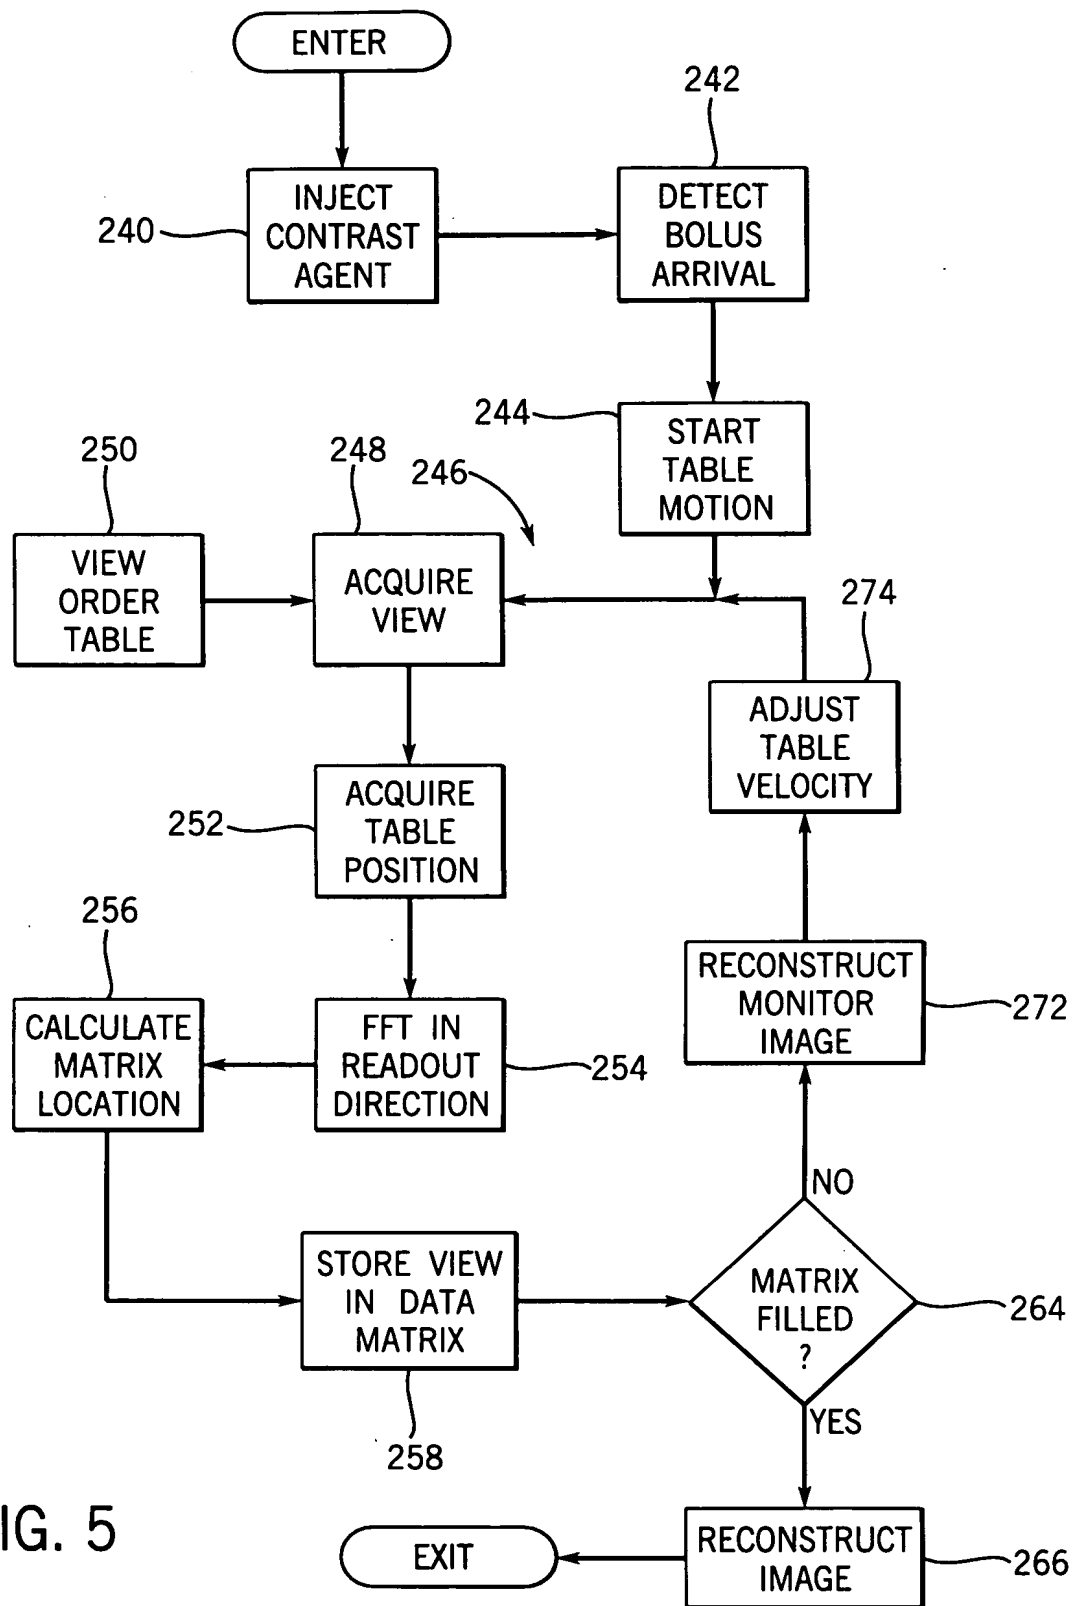 ENTER
242
INJECT
CONTRAST
AGENT
240
DETECT
BOLUS
ARRIVAL
244
START
TABLE
MOTION
250
248
246
VIEW
ORDER
TABLE
ACQUIRE
VIEW
274
ADJUST
TABLE
VELOCITY
252
ACQUIRE
TABLE
POSITION
256
RECONSTRUCT
MONITOR
IMAGE
272
CALCULATE
MATRIX
LOCATION
FFT IN
READOUT
DIRECTION
254
NO
STORE VIEW
IN DATA
MATRIX
258
MATRIX
FILLED
?
264
YES
IG. 5
EXIT
RECONSTRUCT
IMAGE
266